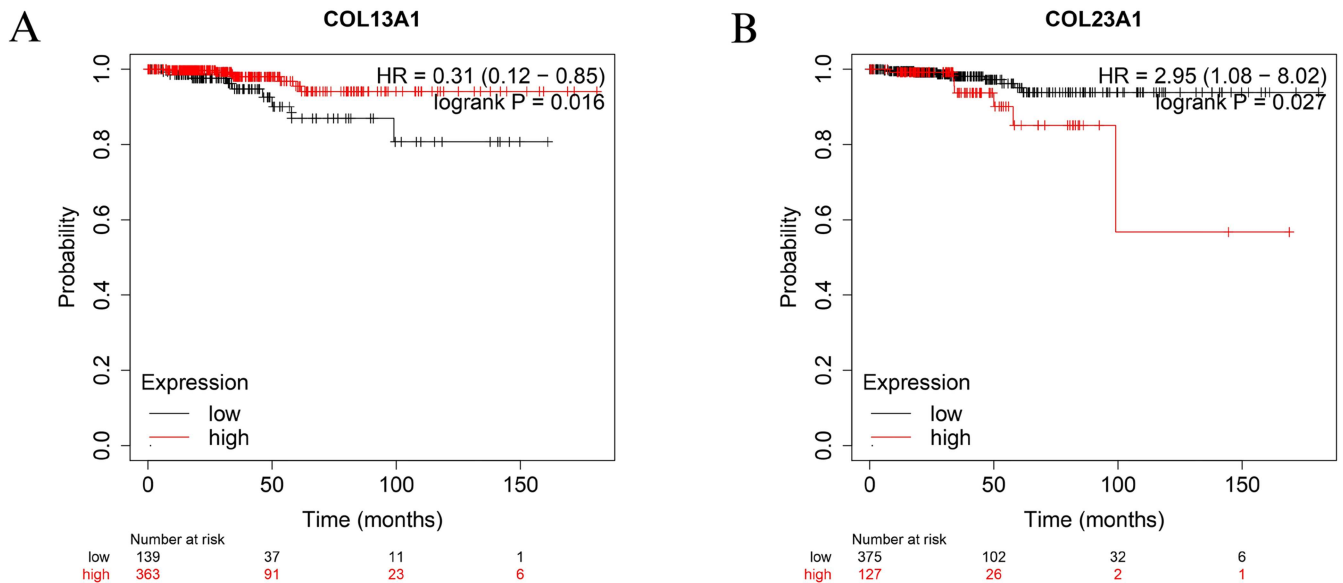 A
COL13A1
HR = 0.31 (0.12 − 0.85)
logrank P = 0.016
Probability
1.0
0.8
0.6
0.4
0.2
0.0
Expression
low
high
0 50 100 150
Time (months)
Number at risk
low 139 37 11 1
high 363 91 23 6
B
COL23A1
HR = 2.95 (1.08 − 8.02)
logrank P = 0.027
Probability
1.0
0.8
0.6
0.4
0.2
0.0
Expression
low
high
0 50 100 150
Time (months)
Number at risk
low 375 102 32 6
high 127 26 2 1